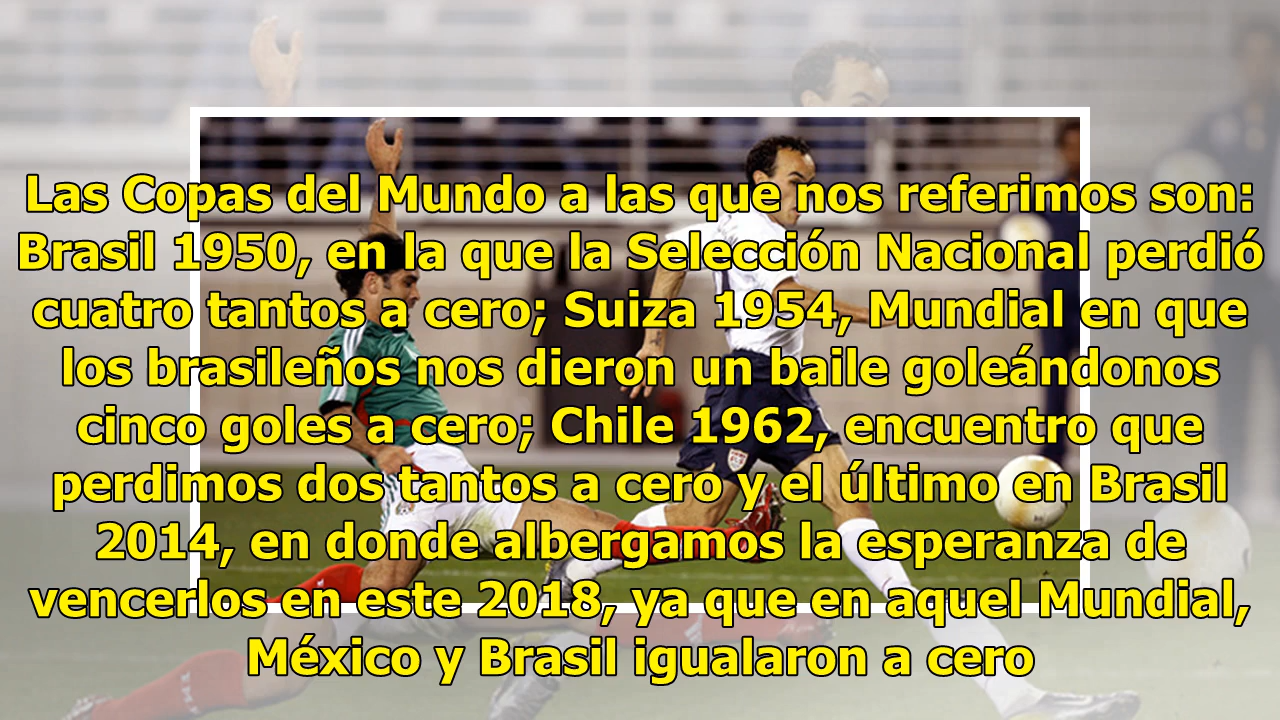 Las Copas del Mundo a las que nos referimos son:
Brasil 1950, en la que la Selección Nacional perdió
cuatro tantos a cero; Suiza 1954, Mundial en que
los brasileños nos dieron un baile goleándonos
cinco goles a cero; Chile 1962, encuentro que
perdimos dos tantos a cero y el último en Brasil
2014, en donde albergamos la esperanza de
vencerlos en este 2018, ya que en aquel Mundial,
México y Brasil igualaron a cero